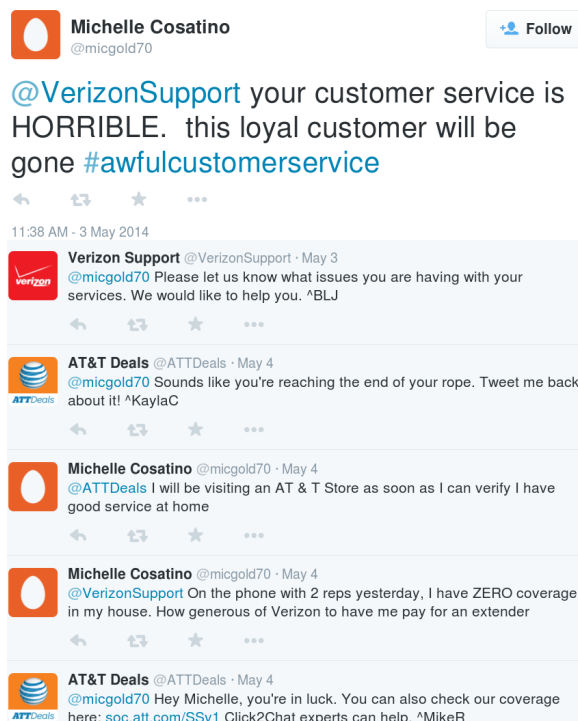 Michelle Cosatino
@micgold70
Follow
@VerizonSupport your customer service is
HORRIBLE.  this loyal customer will be
gone #awfulcustomerservice
11:38 AM - 3 May 2014
Verizon Support @VerizonSupport · May 3
@micgold70 Please let us know what issues you are having with your
services. We would like to help you. ^BLJ
verizon
AT&T Deals @ATTDeals · May 4
@micgold70 Sounds like you're reaching the end of your rope. Tweet me back
about it! ^KaylaC
ATTDeals
Michelle Cosatino @micgold70 · May 4
@ATTDeals I will be visiting an AT & T Store as soon as I can verify I have
good service at home
Michelle Cosatino @micgold70 · May 4
@VerizonSupport On the phone with 2 reps yesterday, I have ZERO coverage
in my house. How generous of Verizon to have me pay for an extender
AT&T Deals @ATTDeals · May 4
@micgold70 Hey Michelle, you're in luck. You can also check our coverage
here: soc.att.com/SSv1 Click2Chat experts can help. ^MikeR
ATTDeals